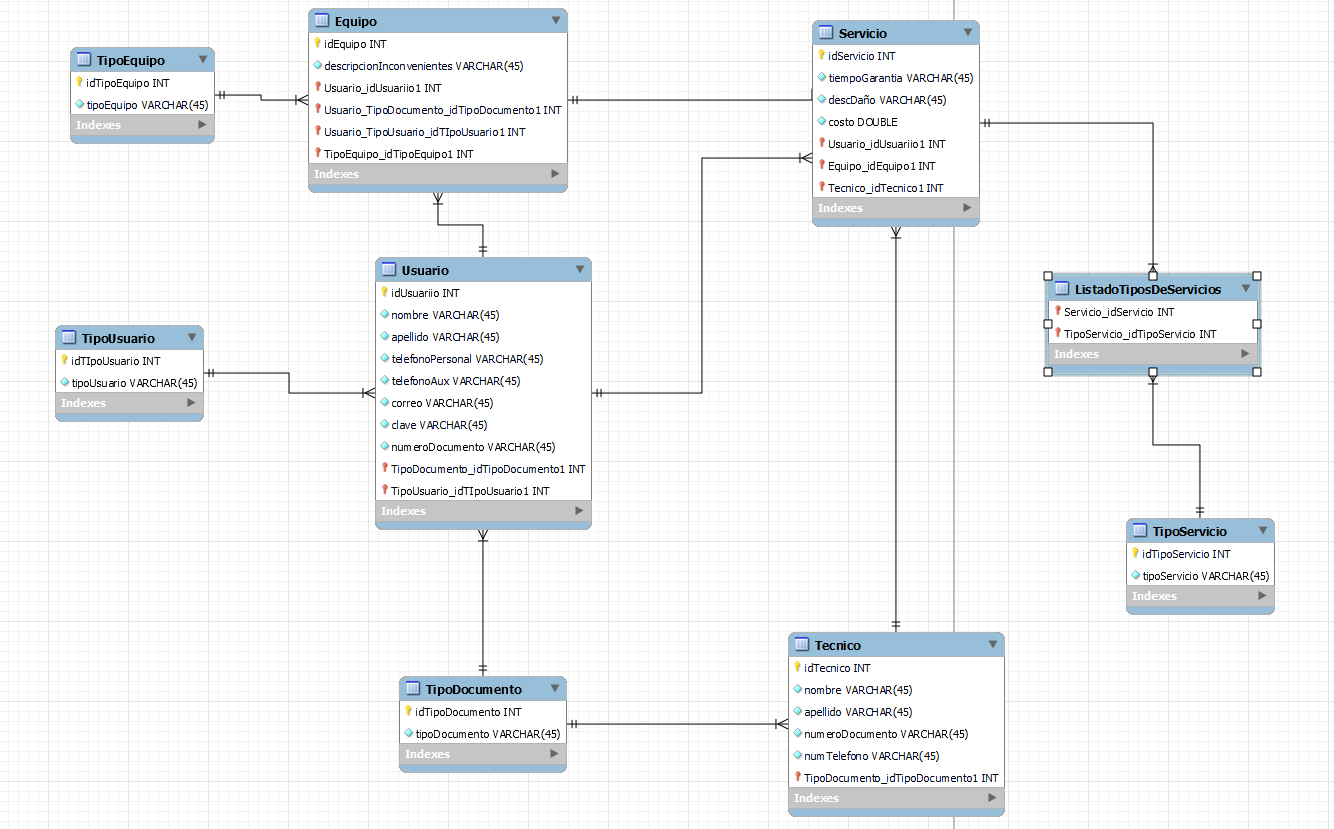 TipoEquipo
idTipoEquipo INT
tipoEquipo VARCHAR(45)
Indexes
Equipo
idEquipo INT
descripcionInconvenientes VARCHAR(45)
Usuario_idUsuariio1 INT
Usuario_TipoDocumento_idTipoDocumento1 INT
Usuario_TipoUsuario_idTIpoUsuario1 INT
TipoEquipo_idTipoEquipo1 INT
Indexes
Servicio
idServicio INT
tiempoGarantia VARCHAR(45)
descDaño VARCHAR(45)
costo DOUBLE
Usuario_idUsuariio1 INT
Equipo_idEquipo1 INT
Tecnico_idTecnico1 INT
Indexes
TipoUsuario
idTIpoUsuario INT
tipoUsuario VARCHAR(45)
Indexes
Usuario
idUsuariio INT
nombre VARCHAR(45)
apellido VARCHAR(45)
telefonoPersonal VARCHAR(45)
telefonoAux VARCHAR(45)
correo VARCHAR(45)
clave VARCHAR(45)
numeroDocumento VARCHAR(45)
TipoDocumento_idTipoDocumento1 INT
TipoUsuario_idTIpoUsuario1 INT
Indexes
ListadoTiposDeServicios
Servicio_idServicio INT
TipoServicio_idTipoServicio INT
Indexes
TipoServicio
idTipoServicio INT
tipoServicio VARCHAR(45)
Indexes
TipoDocumento
idTipoDocumento INT
tipoDocumento VARCHAR(45)
Indexes
Tecnico
idTecnico INT
nombre VARCHAR(45)
apellido VARCHAR(45)
numeroDocumento VARCHAR(45)
numTelefono VARCHAR(45)
TipoDocumento_idTipoDocumento1 INT
Indexes